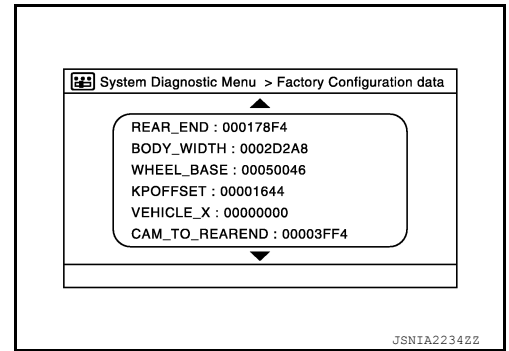 System Diagnostic Menu > Factory Configuration data
REAR_END : 000178F4
BODY_WIDTH : 0002D2A8
WHEEL_BASE : 00050046
KPOFFSET : 00001644
VEHICLE_X : 00000000
CAM_TO_REAREND : 00003FF4
JSNIA2234ZZ